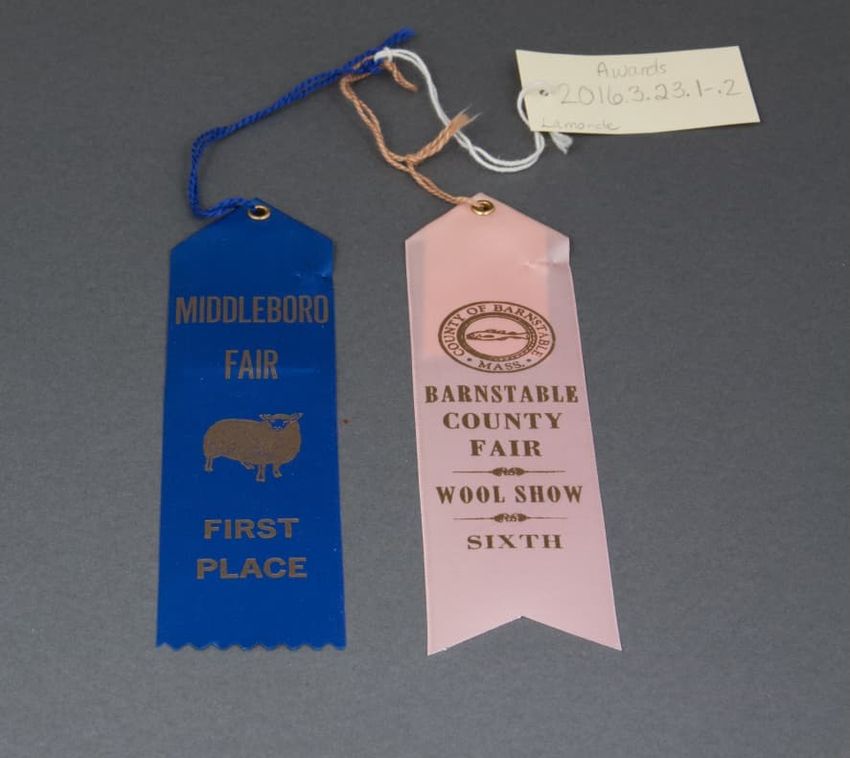 Awards
2016.3.23.1-.2
Lamonde
MIDDLEBORO
FAIR
FIRST
PLACE
COUNTY OF BARNSTABLE
• MASS. •
BARNSTABLE
COUNTY
FAIR
WOOL SHOW
SIXTH